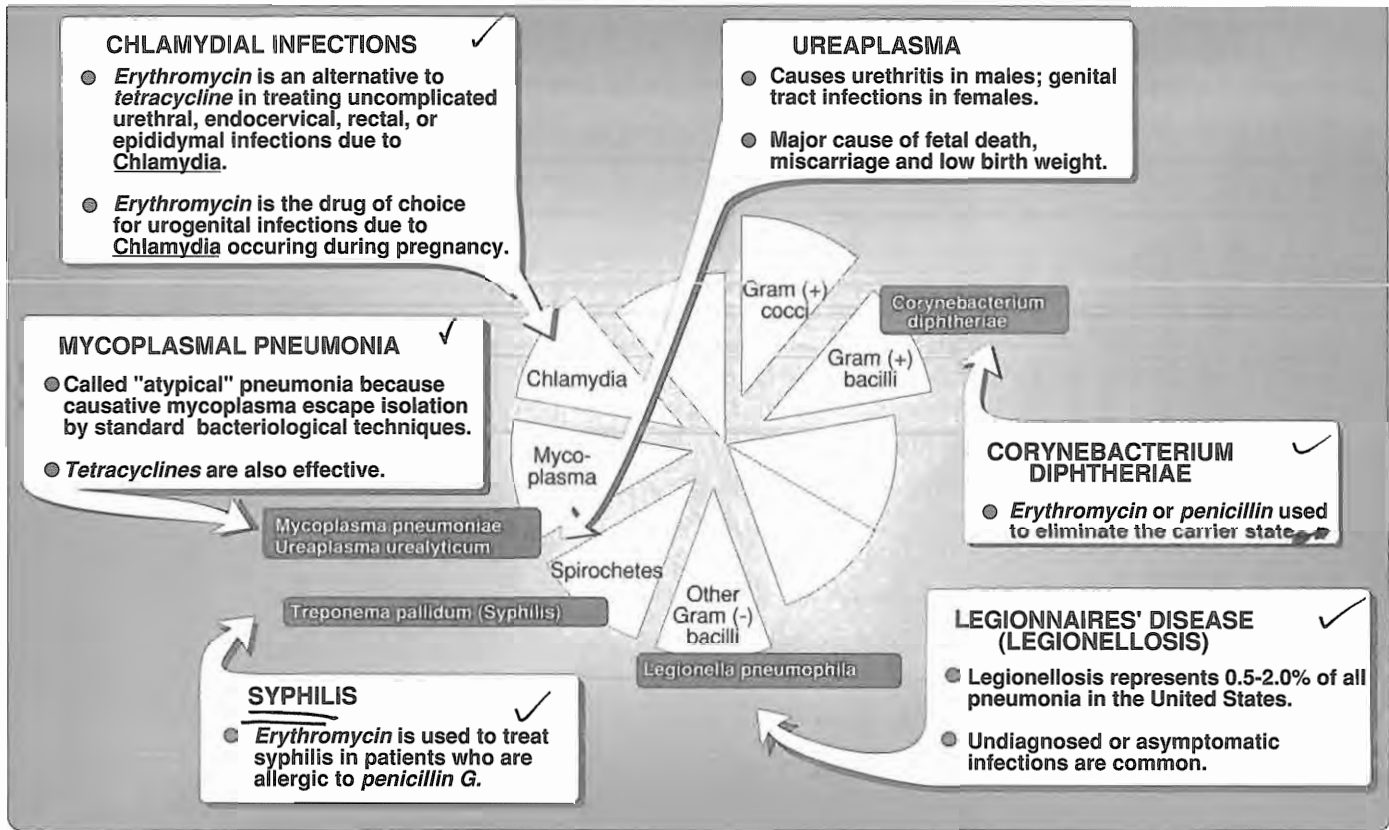 CHLAMYDIAL INFECTIONS
Erythromycin is an alternative to
tetracycline in treating uncomplicated
urethral, endocervical, rectal, or
epididymal infections due to
Chlamydia.
Erythromycin is the drug of choice
for urogenital infections due to
Chlamydia occuring during pregnancy.
UREAPLASMA
Causes urethritis in males; genital
tract infections in females.
Major cause of fetal death,
miscarriage and low birth weight.
MYCOPLASMAL PNEUMONIA
Called "atypical" pneumonia because
causative mycoplasma escape isolation
by standard bacteriological techniques.
Tetracyclines are also effective.
Gram (+)
cocci
Gram (+)
bacilli
Corynebacterium
diphtheriae
Chlamydia
Myco-
plasma
Mycoplasma pneumoniae
Ureaplasma urealyticum
Spirochetes
Treponema pallidum (Syphilis)
Other
Gram (-)
bacilli
Legionella pneumophila
CORYNEBACTERIUM
DIPHTHERIAE
Erythromycin or penicillin used
to eliminate the carrier state.
SYPHILIS
Erythromycin is used to treat
syphilis in patients who are
allergic to penicillin G.
LEGIONNAIRES' DISEASE
(LEGIONELLOSIS)
Legionellosis represents 0.5-2.0% of all
pneumonia in the United States.
Undiagnosed or asymptomatic
infections are common.